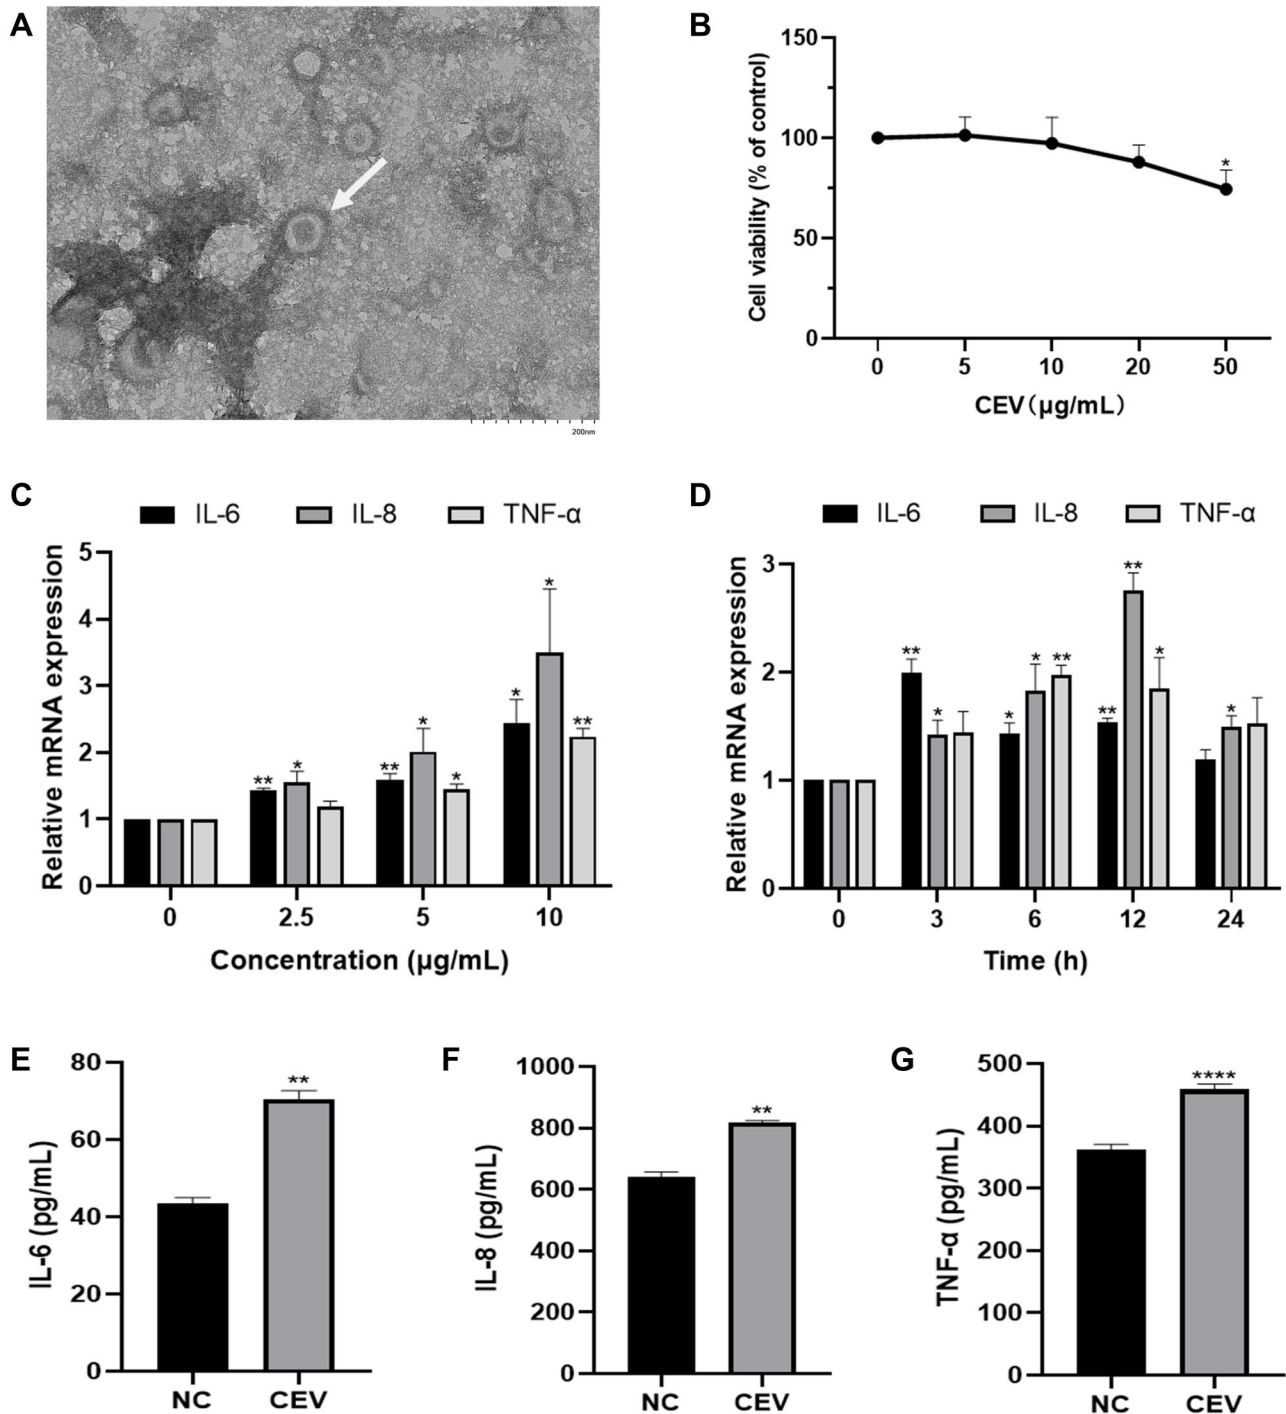 A
200nm
B
Cell viability (% of control)
150
100
50
0
*
0 5 10 20 50
CEV(μg/mL)
C
IL-6 IL-8 TNF-α
Relative mRNA expression
5
4
3
2
1
0
** *
** * *
* * **
0 2.5 5 10
Concentration (μg/mL)
D
IL-6 IL-8 TNF-α
Relative mRNA expression
3
2
1
0
** *
* * **
** ** *
*
0 3 6 12 24
Time (h)
E
IL-6 (pg/mL)
80
60
40
20
0
**
NC CEV
F
IL-8 (pg/mL)
1000
800
600
400
200
0
**
NC CEV
G
TNF-α (pg/mL)
500
400
300
200
100
0
****
NC CEV